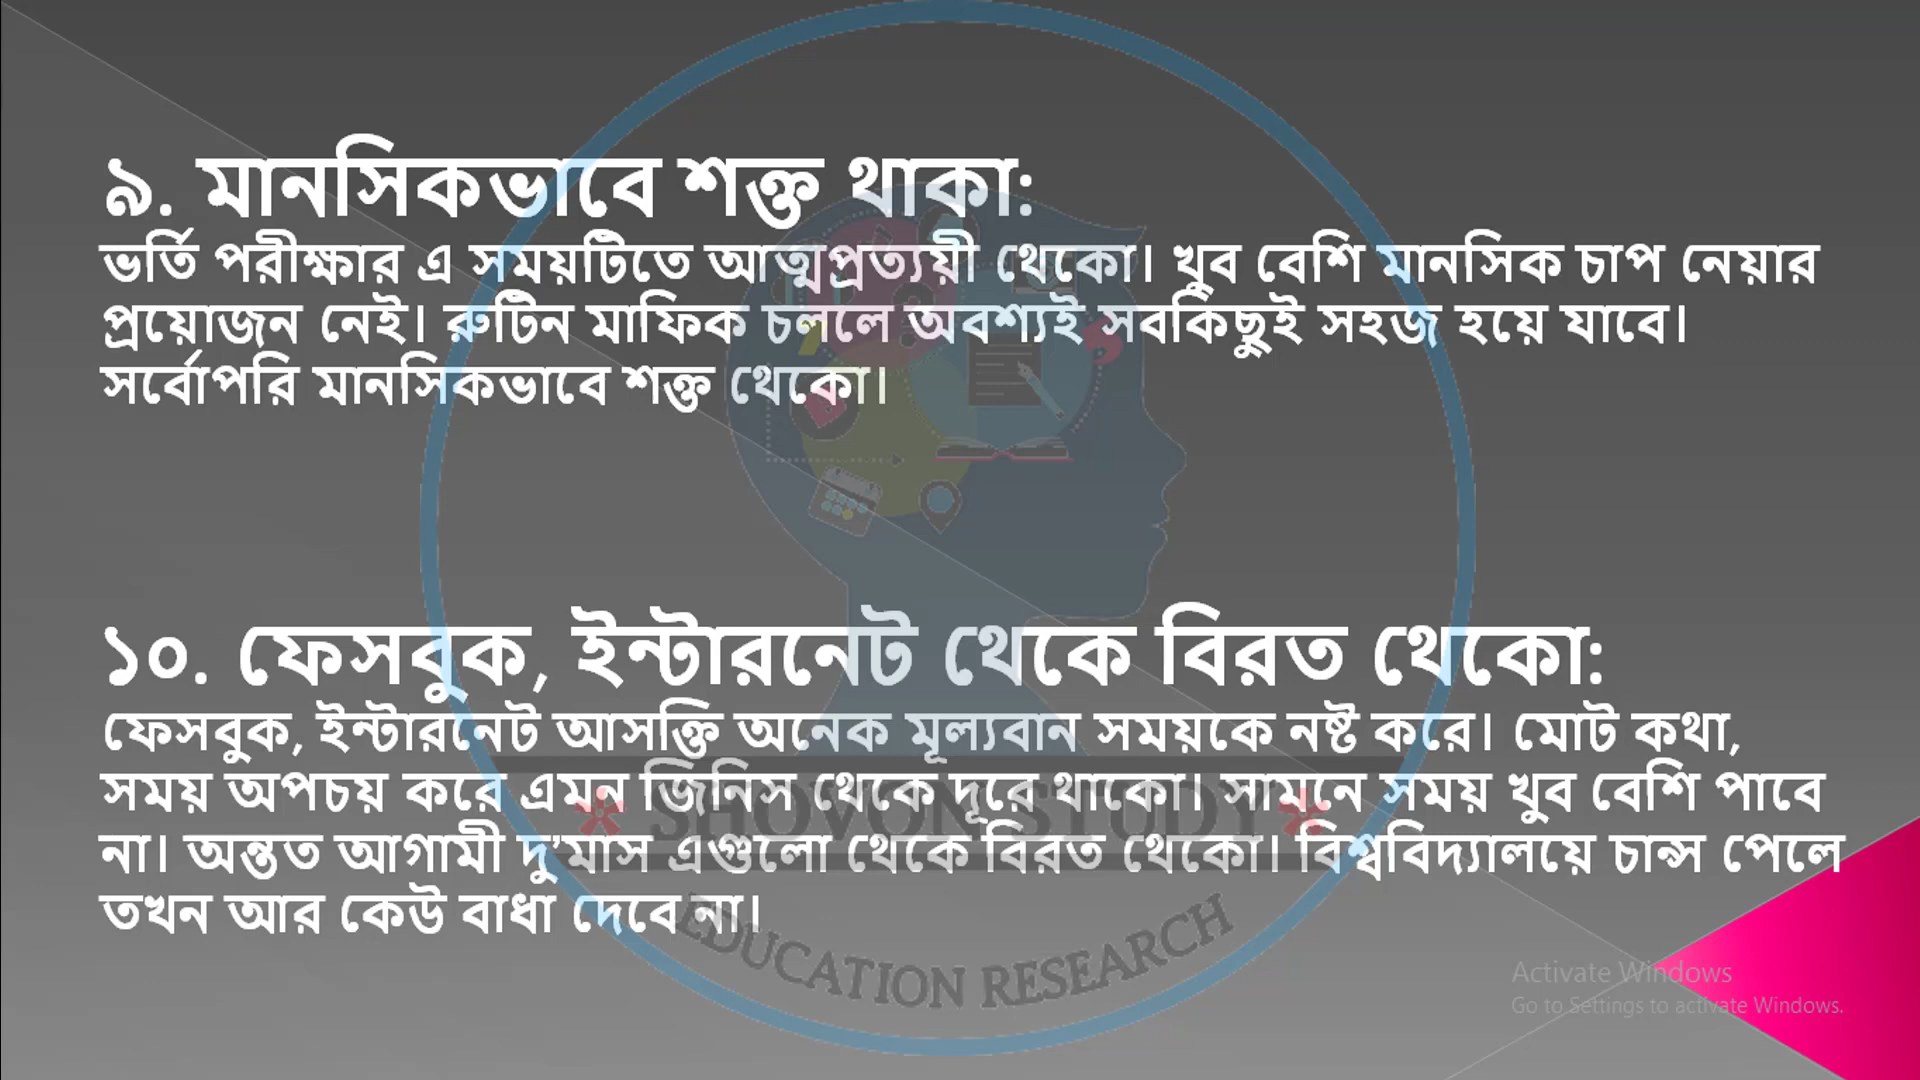 ৯. মানসিকভাবে শক্ত থাকা:
ভর্তি পরীক্ষার এ সময়টিতে আত্মপ্রত্যয়ী থেকো। খুব বেশি মানসিক চাপ নেয়ার
প্রয়োজন নেই। রুটিন মাফিক চললে অবশ্যই সবকিছুই সহজ হয়ে যাবে।
সর্বোপরি মানসিকভাবে শক্ত থেকো।
১০. ফেসবুক, ইন্টারনেট থেকে বিরত থেকো:
ফেসবুক, ইন্টারনেট আসক্তি অনেক মূল্যবান সময়কে নষ্ট করে। মোট কথা,
সময় অপচয় করে এমন জিনিস থেকে দূরে থাকো। সামনে সময় খুব বেশি পাবে
না। অন্তত আগামী দু’মাস এগুলো থেকে বিরত থেকো। বিশ্ববিদ্যালয়ে চান্স পেলে
তখন আর কেউ বাধা দেবে না।
* SHOVON STUDY *
EDUCATION RESEARCH
Activate Windows
Go to Settings to activate Windows.